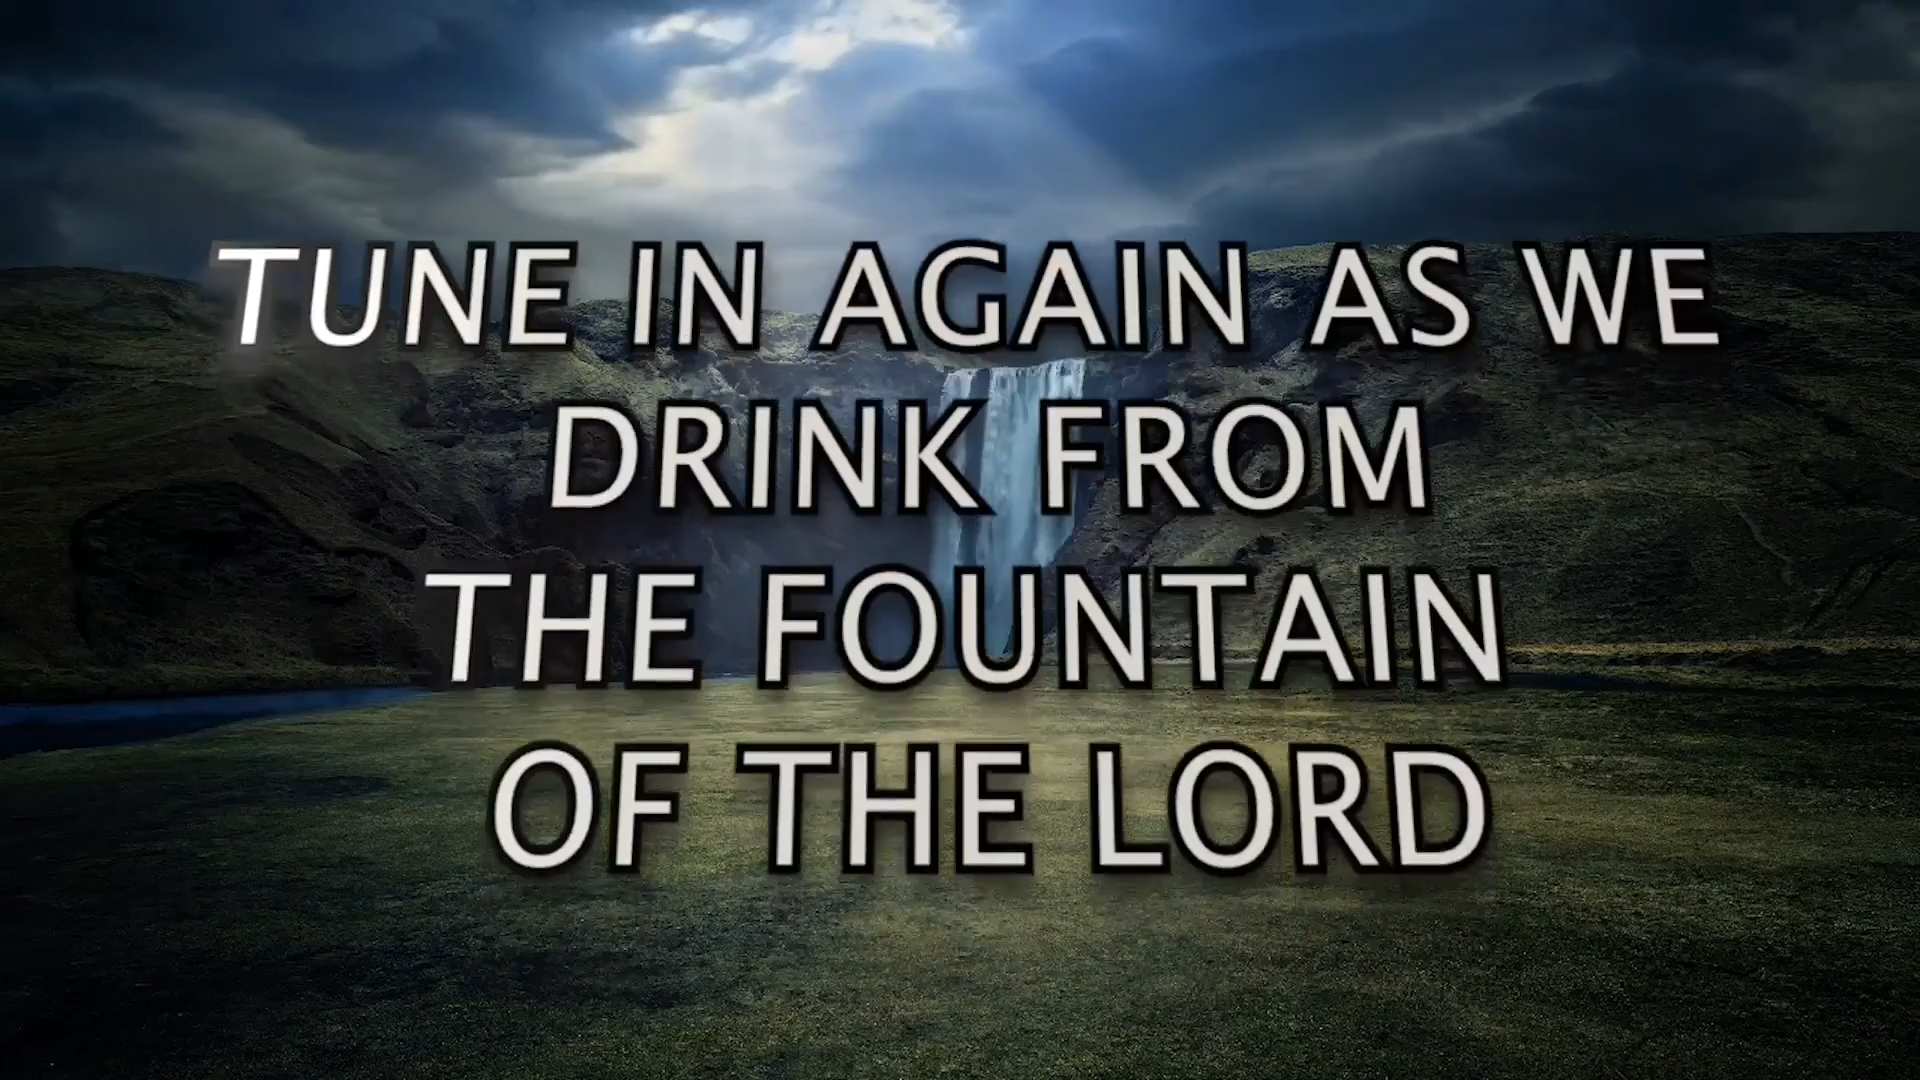 TUNE IN AGAIN AS WE
DRINK FROM
THE FOUNTAIN
OF THE LORD